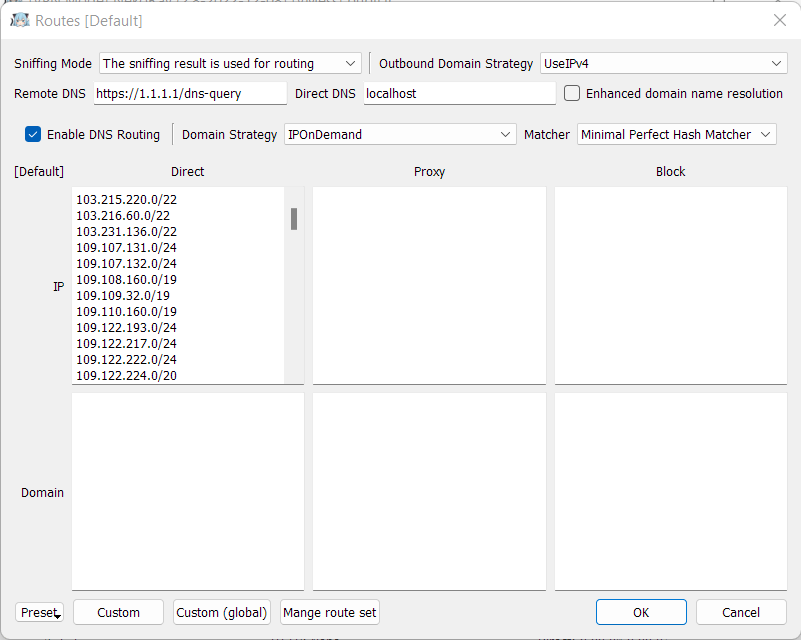 Routes [Default]
Sniffing Mode The sniffing result is used for routing Outbound Domain Strategy UseIPv4
Remote DNS https://1.1.1.1/dns-query Direct DNS localhost Enhanced domain name resolution
Enable DNS Routing Domain Strategy IPOnDemand Matcher Minimal Perfect Hash Matcher
[Default] Direct Proxy Block
IP
103.215.220.0/22
103.216.60.0/22
103.231.136.0/22
109.107.131.0/24
109.107.132.0/24
109.108.160.0/19
109.109.32.0/19
109.110.160.0/19
109.122.193.0/24
109.122.217.0/24
109.122.222.0/24
109.122.224.0/20
Domain
Preset Custom Custom (global) Mange route set OK Cancel